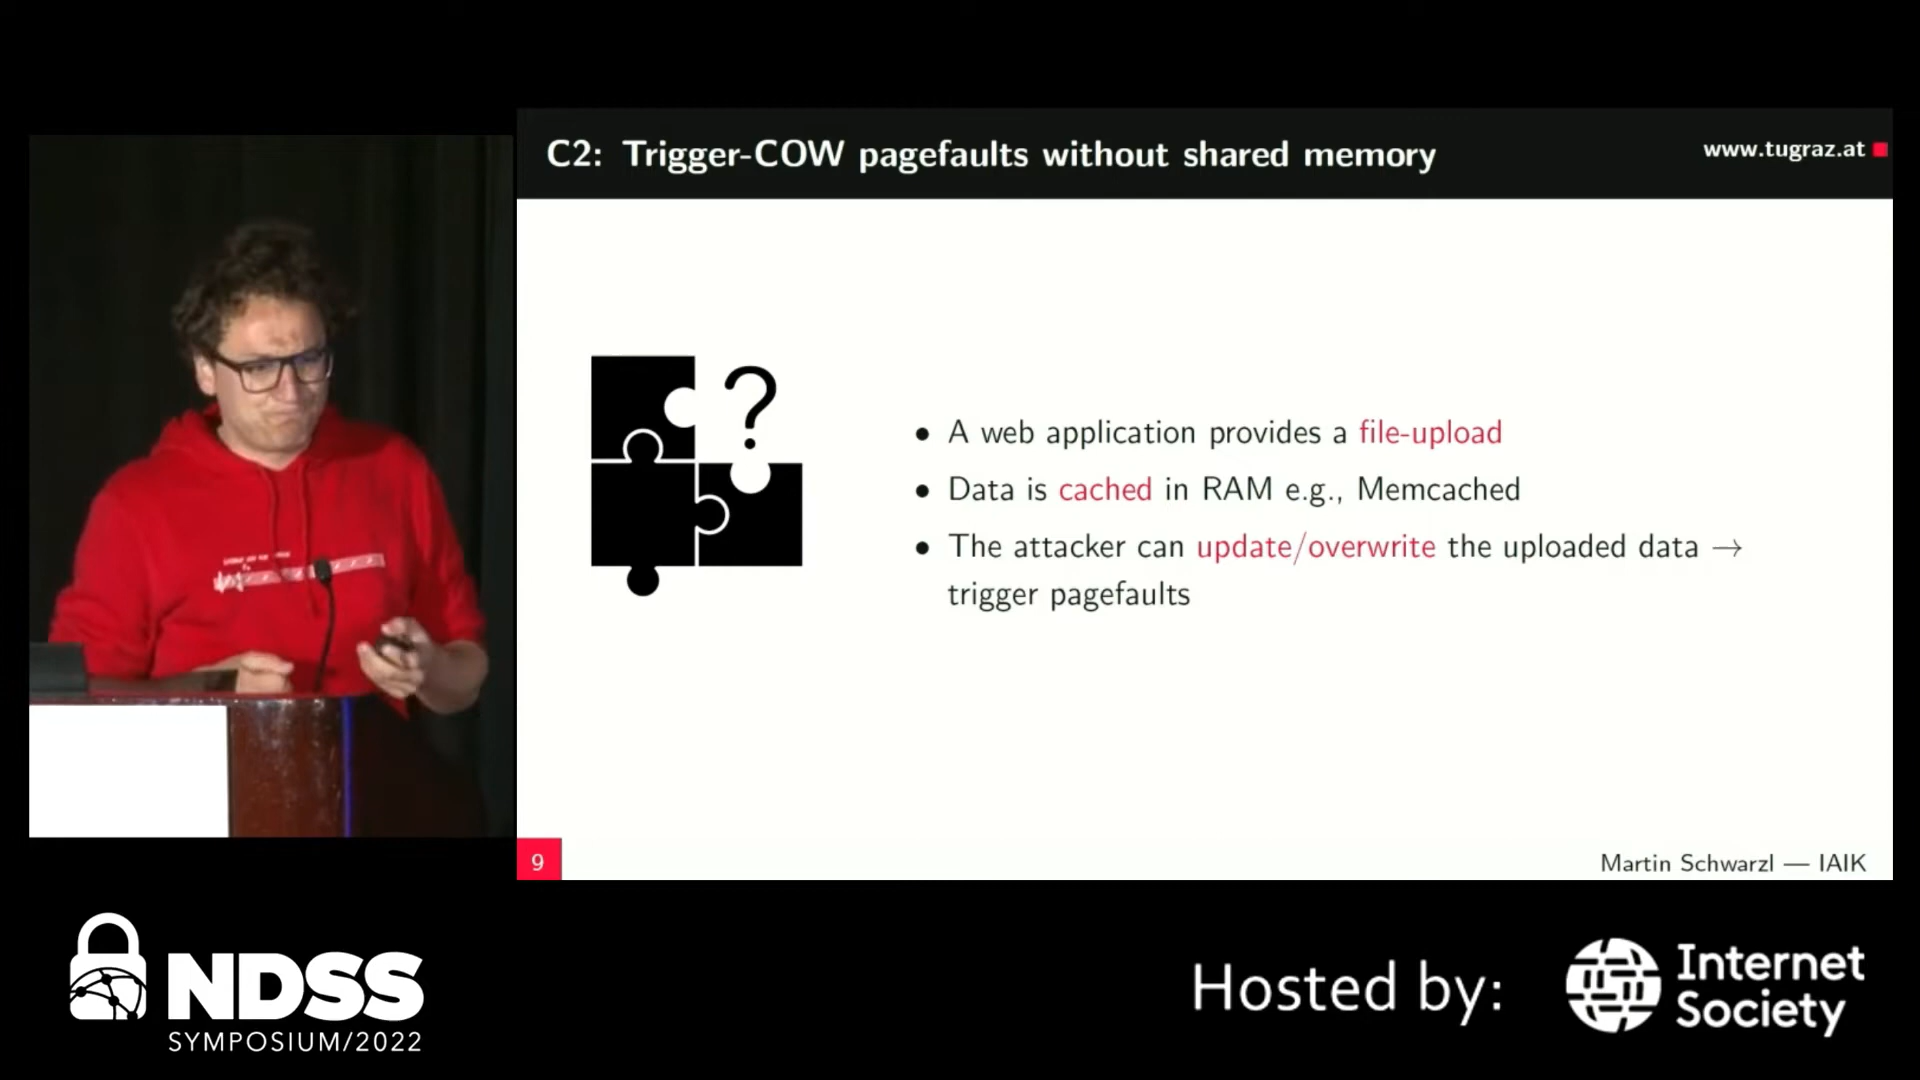 C2: Trigger-COW pagefaults without shared memory
www.tugraz.at
?
• A web application provides a file-upload
• Data is cached in RAM e.g., Memcached
• The attacker can update/overwrite the uploaded data →
trigger pagefaults
9
Martin Schwarzl — IAIK
NDSS
SYMPOSIUM/2022
Hosted by:
Internet
Society